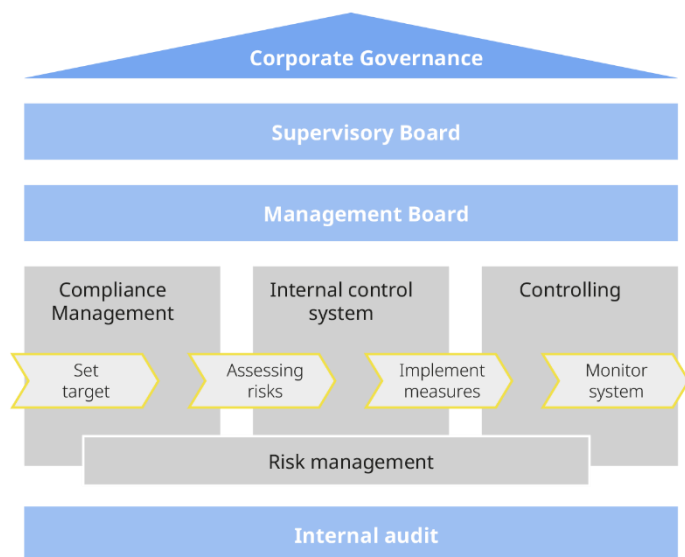 Corporate Governance
Supervisory Board
Management Board
Compliance
Management
Internal control
system
Controlling
Set
target
Assessing
risks
Implement
measures
Monitor
system
Risk management
Internal audit